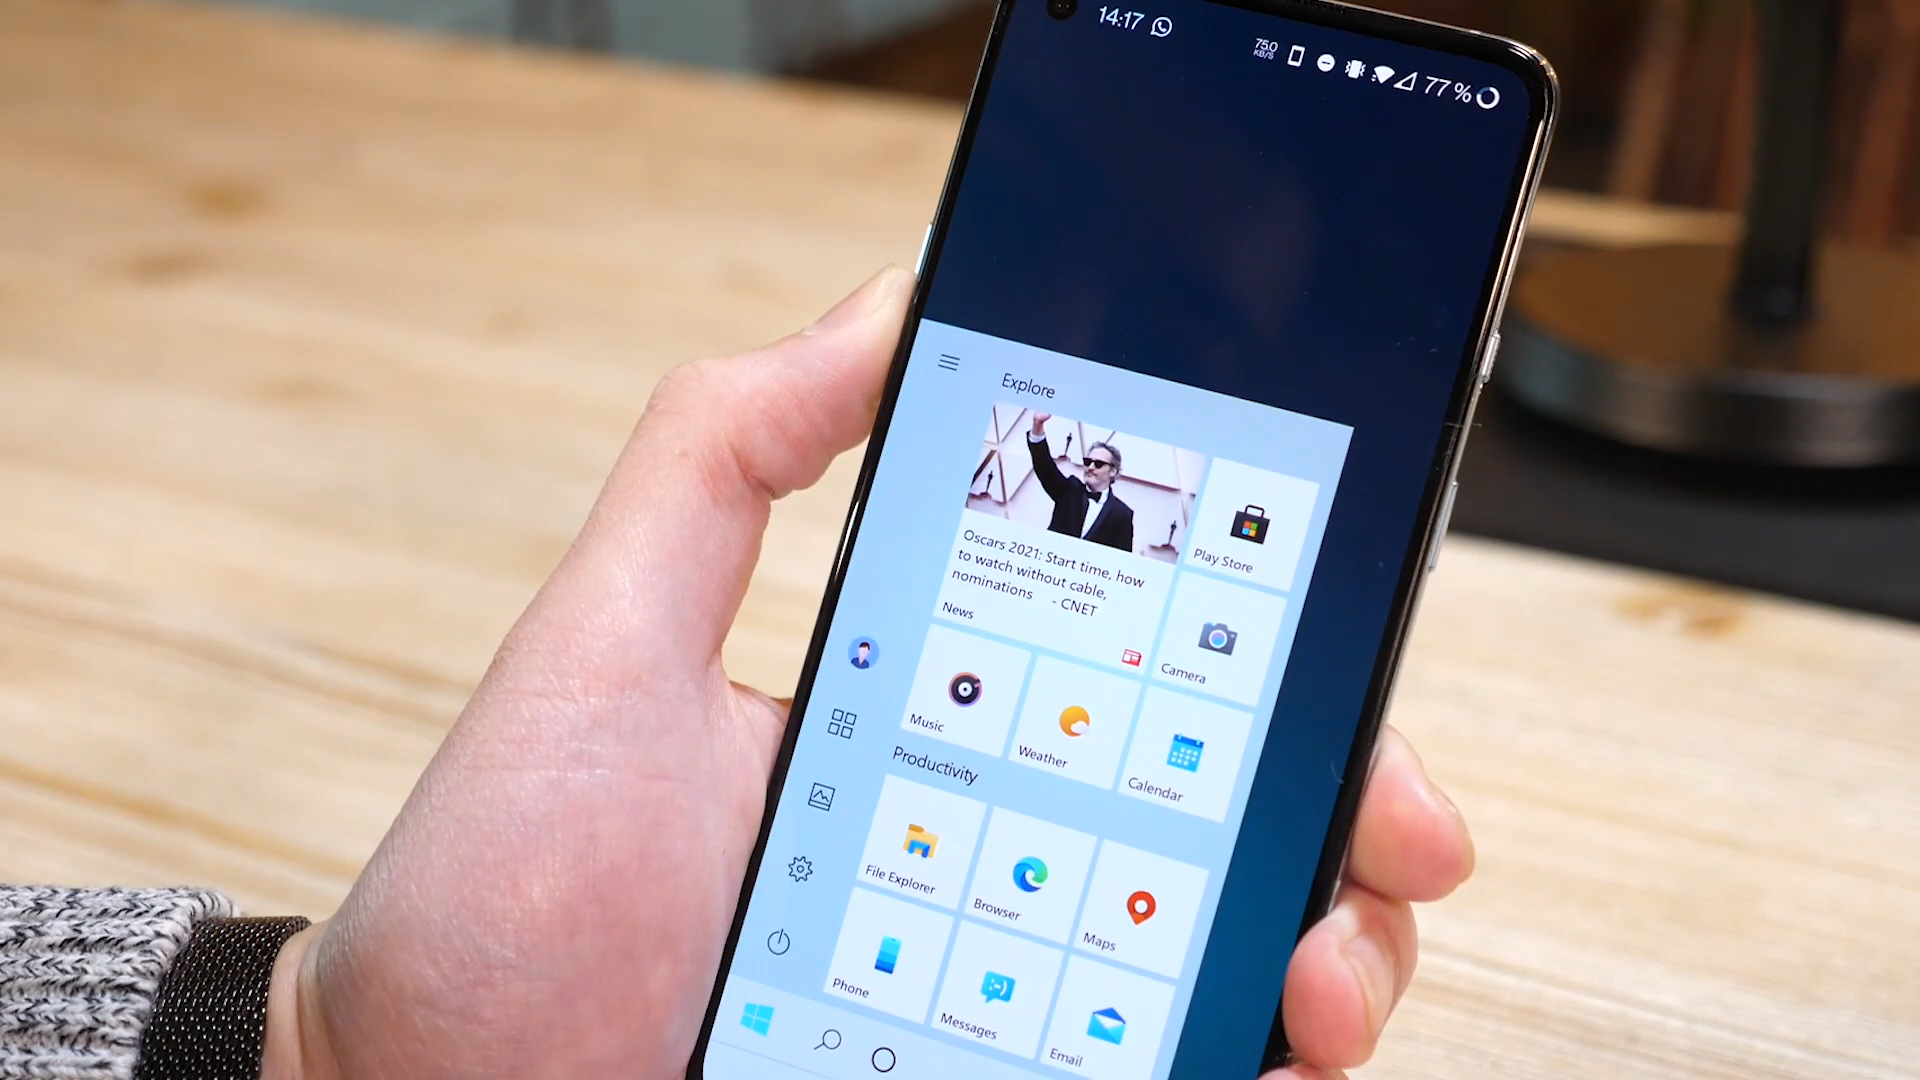 14:17
75.0
KB/S
77 %
Explore
Oscars 2021: Start time, how
to watch without cable,
nominations - CNET
News
Play Store
Camera
Music
Weather
Calendar
Productivity
File Explorer
Browser
Maps
Phone
Messages
Email